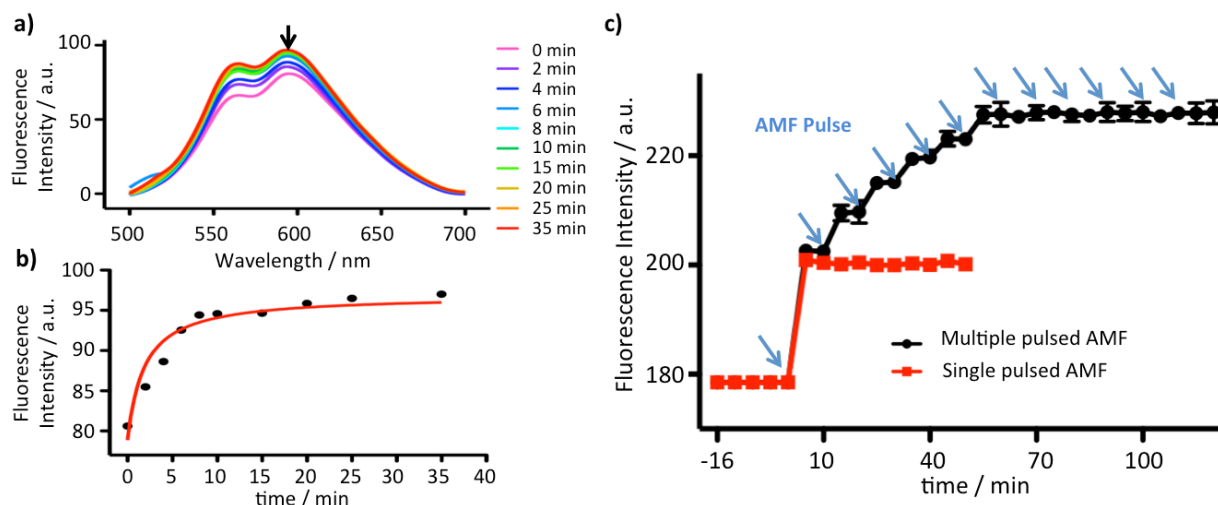 a)
100
50
0
Fluorescence
Intensity / a.u.
500
550
600
650
700
Wavelength / nm
0 min
2 min
4 min
6 min
8 min
10 min
15 min
20 min
25 min
35 min
b)
100
95
90
85
80
Fluorescence
Intensity / a.u.
0
5
10
15
20
25
30
35
40
time / min
c)
Fluorescence Intensity / a.u.
220
200
180
AMF Pulse
Multiple pulsed AMF
Single pulsed AMF
-16
10
40
70
100
time / min